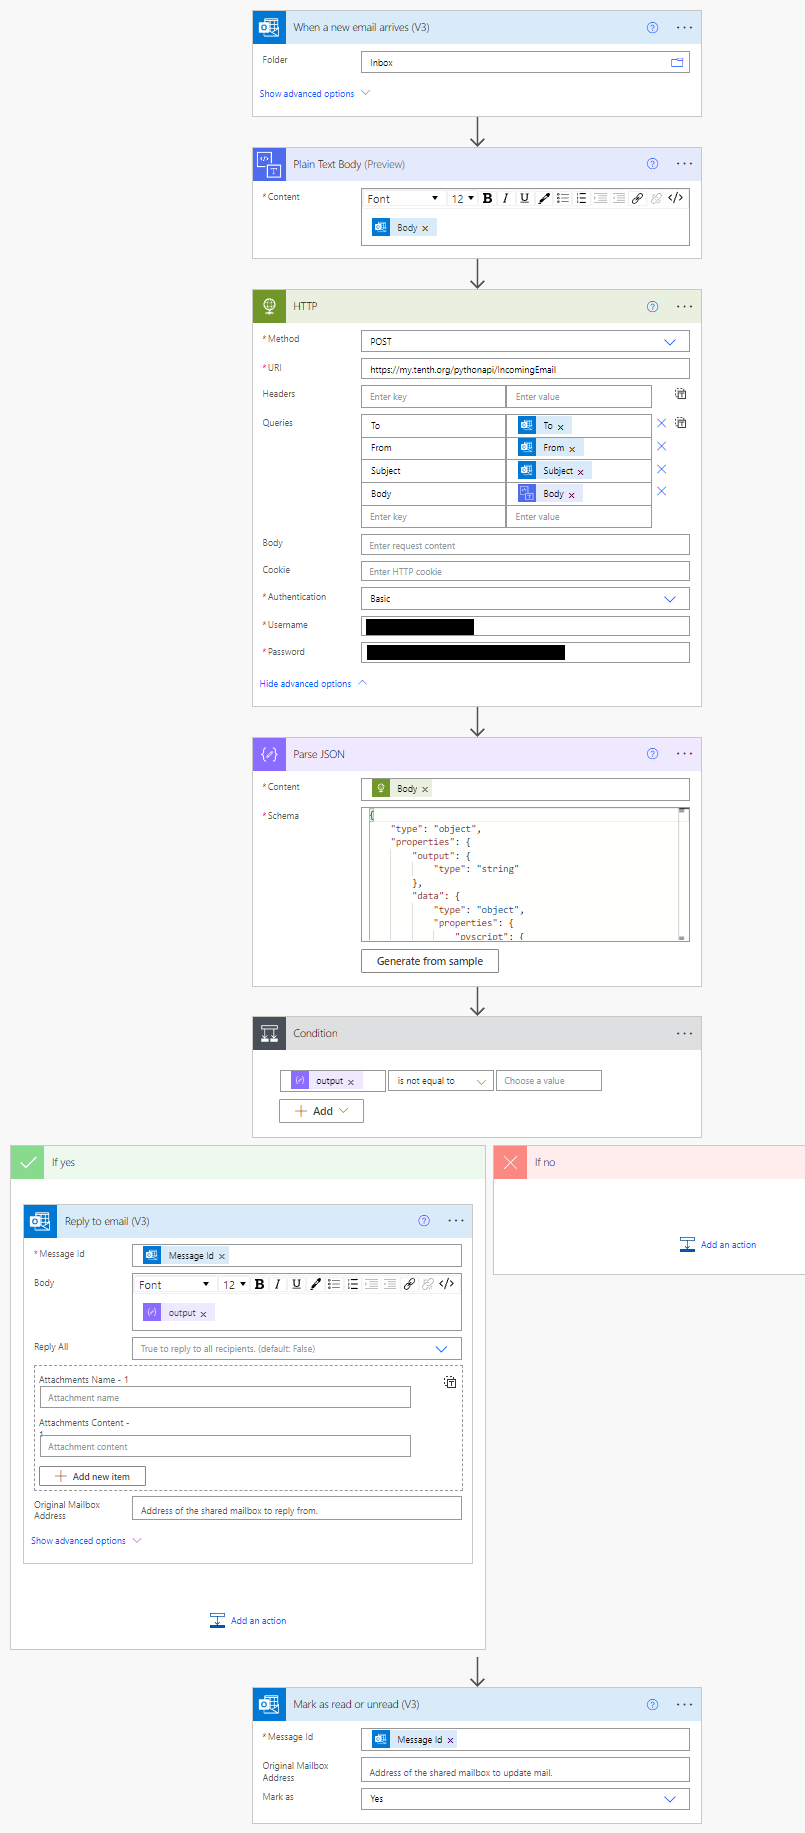 When a new email arrives (V3)
Folder
Inbox
Show advanced options
Plain Text Body (Preview)
* Content
Font 12 B I U
Body ×
HTTP
* Method
POST
* URI
https://my.tenth.org/pythonapi/IncomingEmail
Headers
Enter key Enter value
Queries
To To ×
From From ×
Subject Subject ×
Body Body ×
Enter key Enter value
Body
Enter request content
Cookie
Enter HTTP cookie
* Authentication
Basic
* Username
* Password
Hide advanced options
Parse JSON
* Content
Body ×
* Schema
{
"type": "object",
"properties": {
"output": {
"type": "string"
},
"data": {
"type": "object",
"properties": {
"pyscript": {
Generate from sample
Condition
output × is not equal to Choose a value
+ Add
If yes
If no
Add an action
Reply to email (V3)
* Message Id
Message Id ×
Body
Font 12 B I U
output ×
Reply All
True to reply to all recipients. (default: False)
Attachments Name - 1
Attachment name
Attachments Content -
1
Attachment content
+ Add new item
Original Mailbox
Address
Address of the shared mailbox to reply from.
Show advanced options
Add an action
Mark as read or unread (V3)
* Message Id
Message Id ×
Original Mailbox
Address
Address of the shared mailbox to update mail.
Mark as
Yes